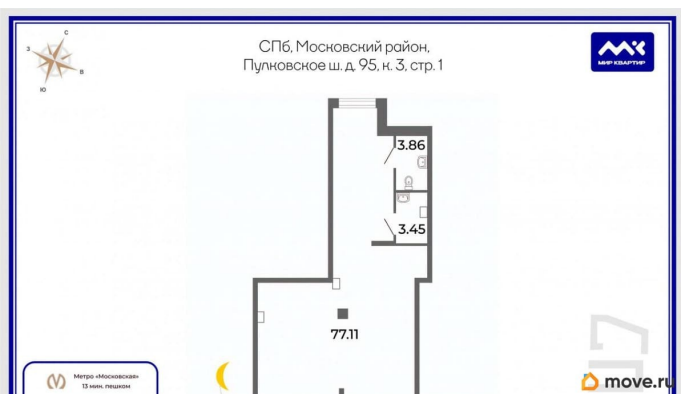 СПб, Московский район,
Пулковское ш. д. 95, к. 3, стр. 1
МИР КВАРТИР
С
З
В
Ю
3.86
3.45
77.11
Метро «Московская»
13 мин. пешком
move.ru